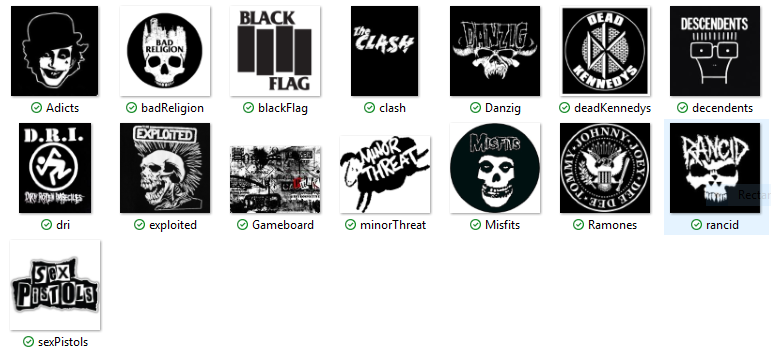 BAD
RELIGION
BLACK
FLAG
the
CLASH
DANZIG
DEAD
KENNEDYS
DESCENDENTS
Adicts
badReligion
blackFlag
clash
Danzig
deadKennedys
decendents
D.R.I.
DIRTY ROTTEN IMBECILES
EXPLOITED
MINOR
THREAT
MISFITS
JOHNNY · JOEY · DEE DEE · TOMMY
RANCID
Rectan
dri
exploited
Gameboard
minorThreat
Misfits
Ramones
rancid
SEX
PISTOLS
sexPistols